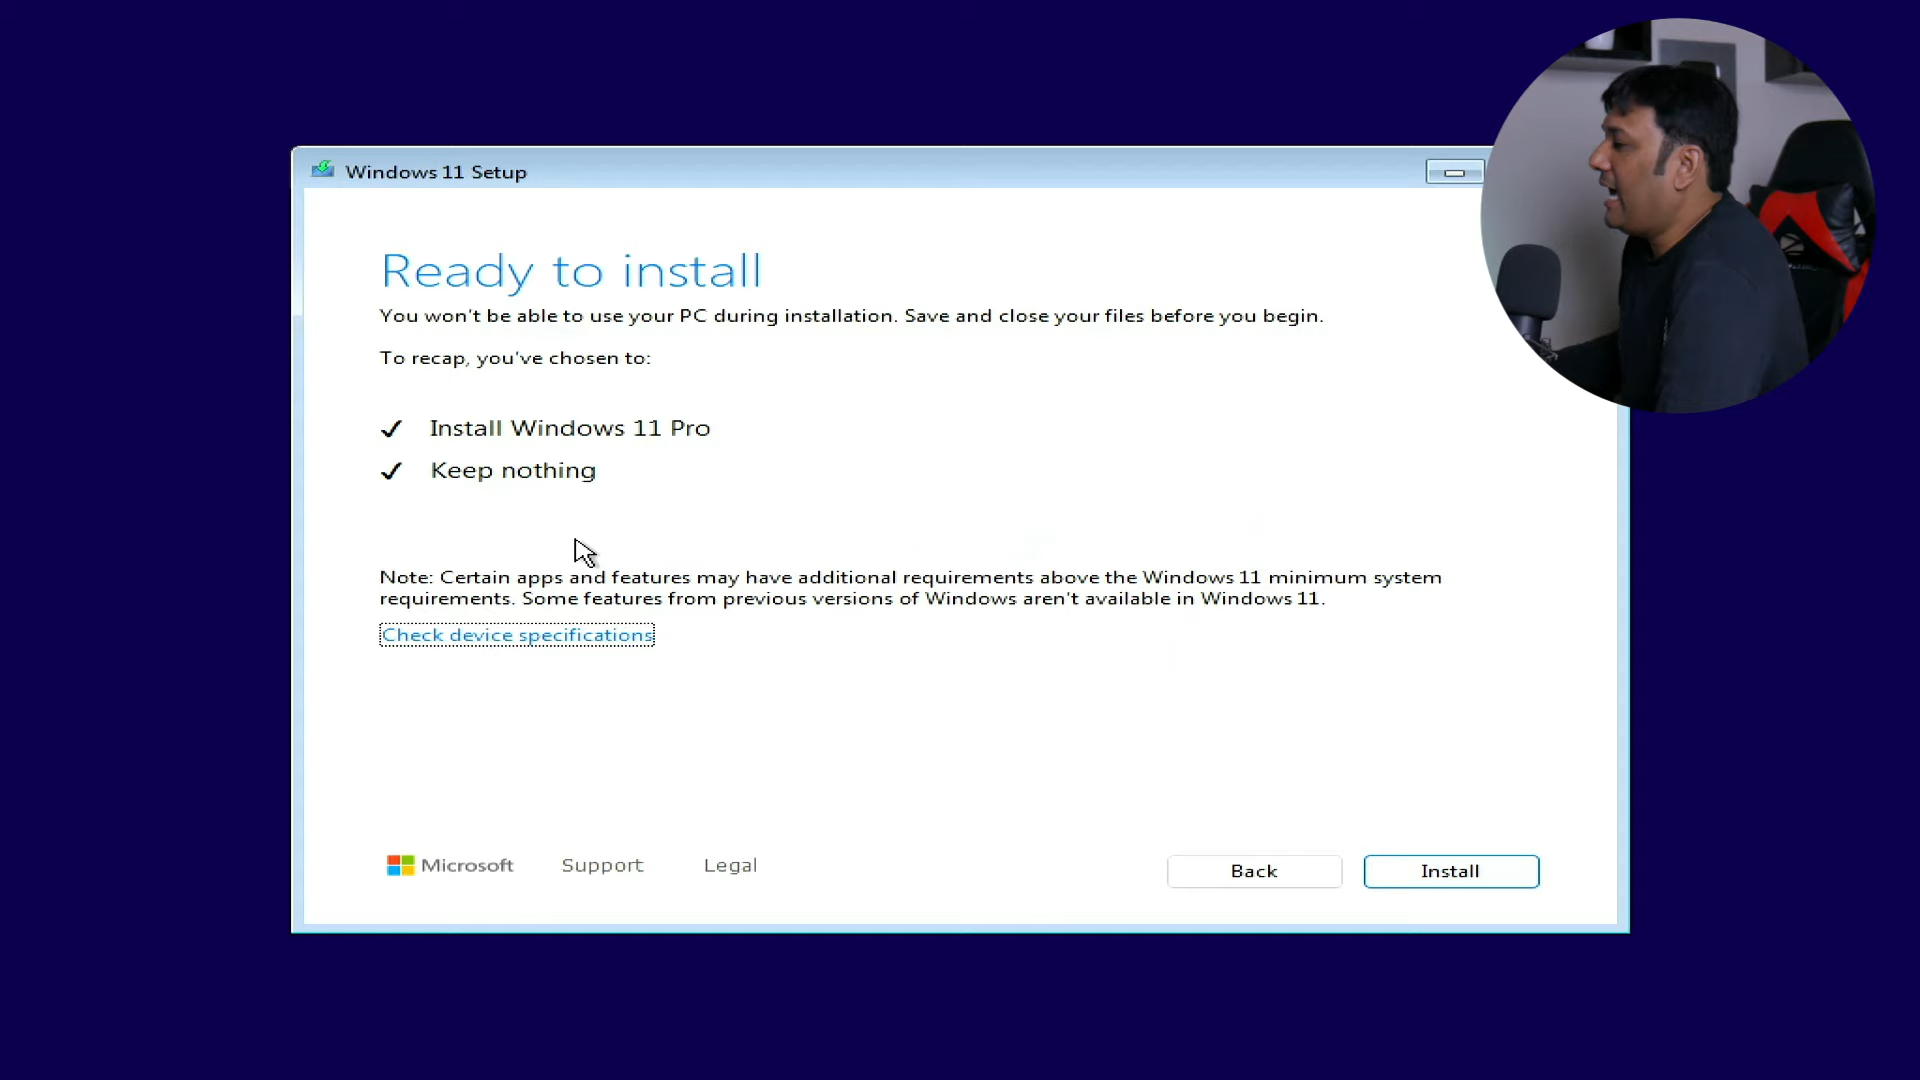 Windows 11 Setup
Ready to install
You won't be able to use your PC during installation. Save and close your files before you begin.
To recap, you've chosen to:
Install Windows 11 Pro
Keep nothing
Note: Certain apps and features may have additional requirements above the Windows 11 minimum system
requirements. Some features from previous versions of Windows aren't available in Windows 11.
Check device specifications
Microsoft Support Legal Back Install